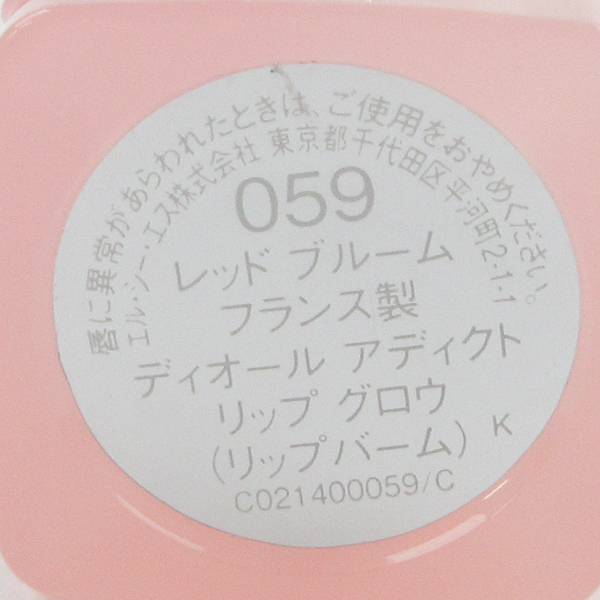 唇に異常があらわれたときは、ご使用をおやめください。
エル・シー・エス株式会社 東京都千代田区平河町2-1-1
059
レッド ブルーム
フランス製
ディオール アディクト
リップ グロウ
(リップバーム) K
C021400059/C